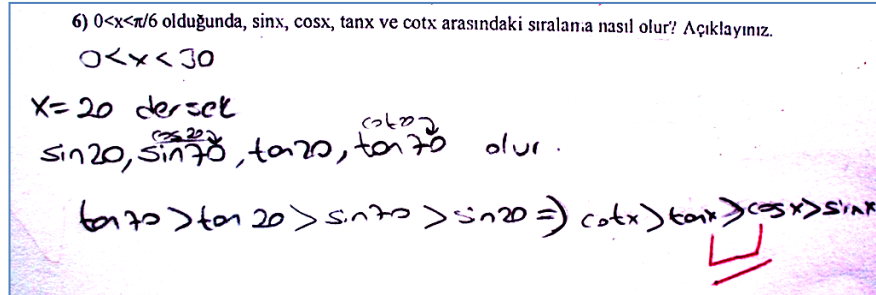 6) 0<x<π/6 olduğunda, sinx, cosx, tanx ve cotx arasındaki sıralama nasıl olur? Açıklayınız.
0<x<30
x=20 dersek
cos20 cot20
sin20, sin70, tan20, tan70 olur.
tan70 > tan20 > sin70 > sin20 ⇒ cotx > tanx > cosx > sinx